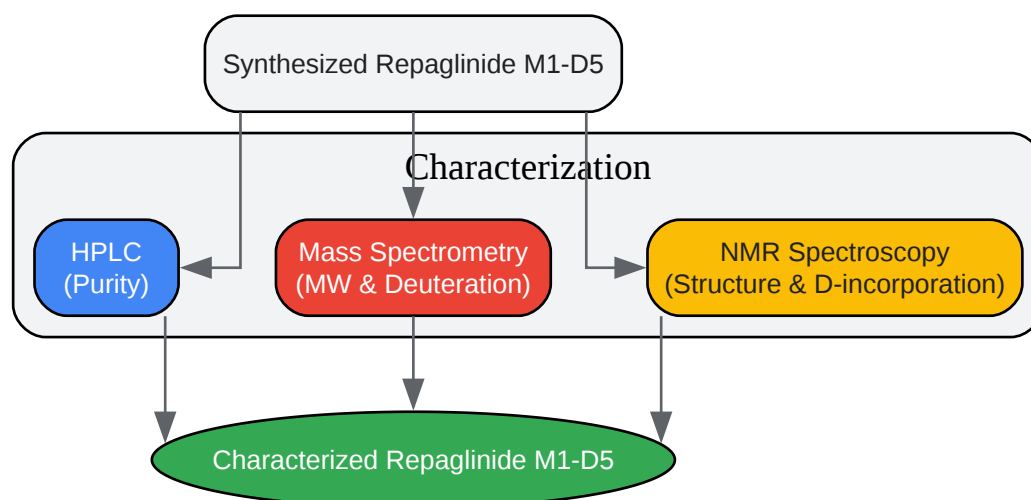 Synthesized Repaglinide M1-D5
Characterization
HPLC
(Purity)
Mass Spectrometry
(MW & Deuteration)
NMR Spectroscopy
(Structure & D-incorporation)
Characterized Repaglinide M1-D5